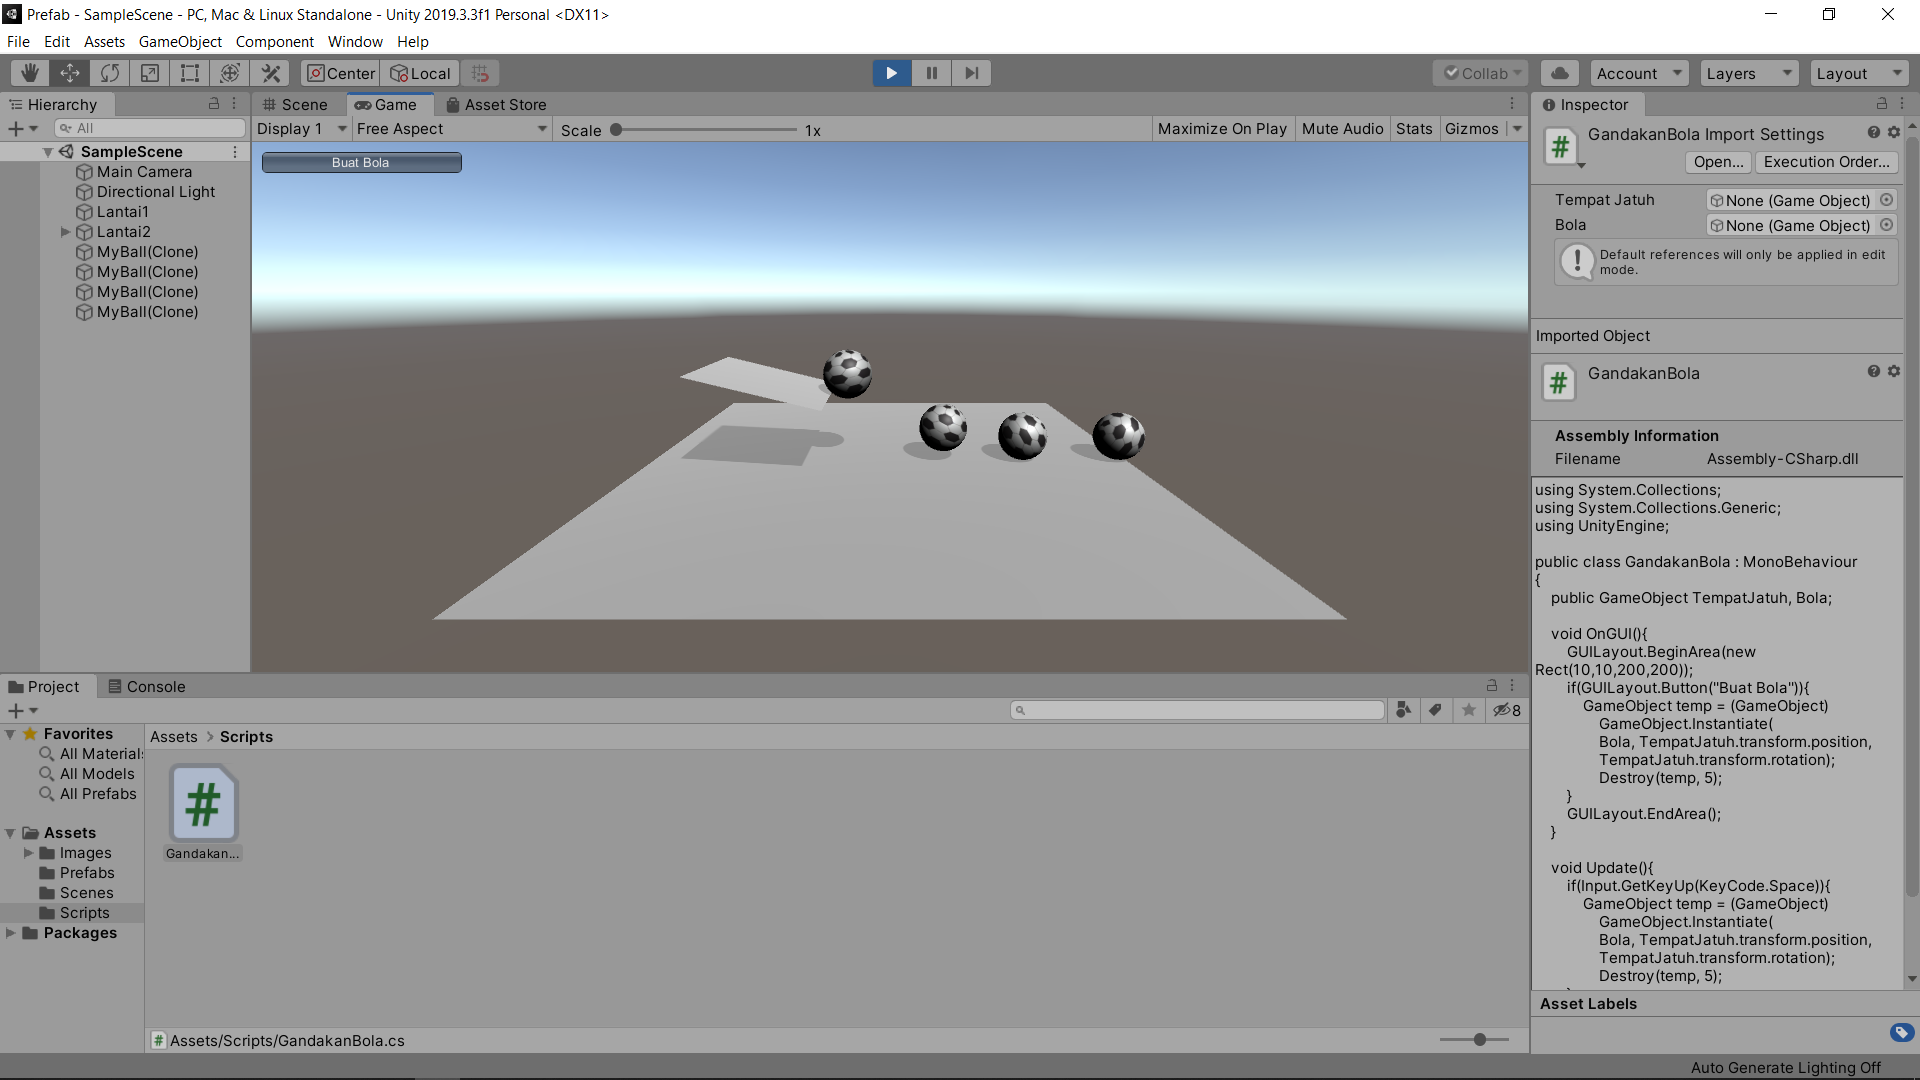 Prefab - SampleScene - PC, Mac & Linux Standalone - Unity 2019.3.3f1 Personal <DX11>
File Edit Assets GameObject Component Window Help
Center Local Collab Account Layers Layout
Hierarchy
All
SampleScene
Main Camera
Directional Light
Lantai1
Lantai2
MyBall(Clone)
MyBall(Clone)
MyBall(Clone)
MyBall(Clone)
Scene Game Asset Store
Display 1 Free Aspect Scale 1x Maximize On Play Mute Audio Stats Gizmos
Buat Bola
Inspector
GandakanBola Import Settings
Open... Execution Order...
Tempat Jatuh None (Game Object)
Bola None (Game Object)
Default references will only be applied in edit
mode.
Imported Object
GandakanBola
Assembly Information
Filename Assembly-CSharp.dll
using System.Collections;
using System.Collections.Generic;
using UnityEngine;
public class GandakanBola : MonoBehaviour
{
public GameObject TempatJatuh, Bola;
void OnGUI(){
GUILayout.BeginArea(new
Rect(10,10,200,200));
if(GUILayout.Button("Buat Bola")){
GameObject temp = (GameObject)
GameObject.Instantiate(
Bola, TempatJatuh.transform.position,
TempatJatuh.transform.rotation);
Destroy(temp, 5);
}
GUILayout.EndArea();
}
void Update(){
if(Input.GetKeyUp(KeyCode.Space)){
GameObject temp = (GameObject)
GameObject.Instantiate(
Bola, TempatJatuh.transform.position,
TempatJatuh.transform.rotation);
Destroy(temp, 5);
Asset Labels
Project Console
8
Favorites
All Materials
All Models
All Prefabs
Assets
Images
Prefabs
Scenes
Scripts
Packages
Assets > Scripts
#
Gandakan...
Assets/Scripts/GandakanBola.cs
Auto Generate Lighting Off